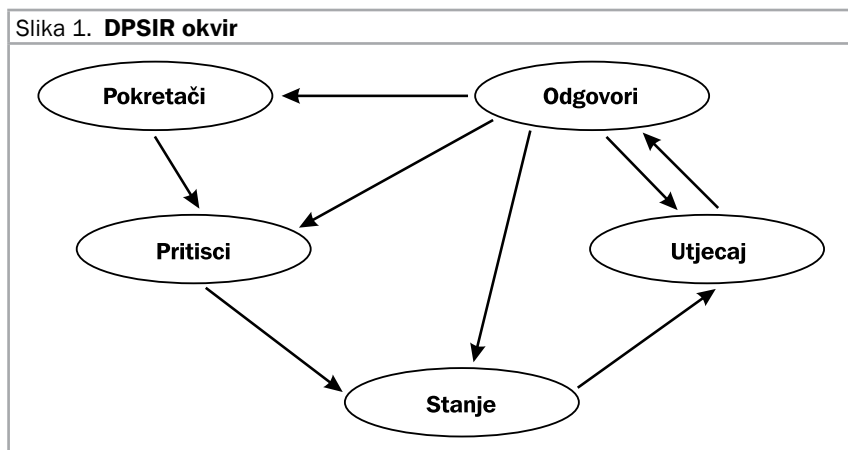 Slika 1. DPSIR okvir
Pokretači
Odgovori
Pritisci
Utjecaj
Stanje